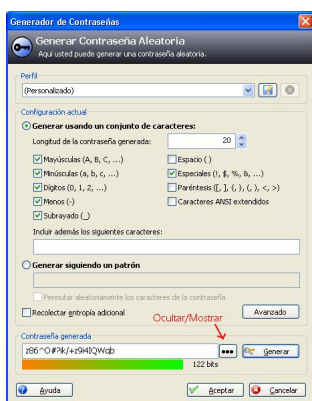 Generador de Contraseñas
Generar Contraseña Aleatoria
Aquí usted puede generar una contraseña aleatoria.
Perfil
(Personalizado)
Configuración actual
Generar usando un conjunto de caracteres:
Longitud de la contraseña generada: 20
Mayúsculas (A, B, C, ...) Espacio ( )
Minúsculas (a, b, c, ...) Especiales (!, $, %, &, ...)
Dígitos (0, 1, 2, ...) Paréntesis ([, ], {, }, (, ), <, >)
Menos (-) Caracteres ANSI extendidos
Subrayado (_)
Incluir además los siguientes caracteres:
Generar siguiendo un patrón
Permutar aleatoriamente los caracteres de la contraseña
Recolectar entropía adicional
Ocultar/Mostrar
Avanzado
Contraseña generada
Generar
122 bits
Ayuda Aceptar Cancelar